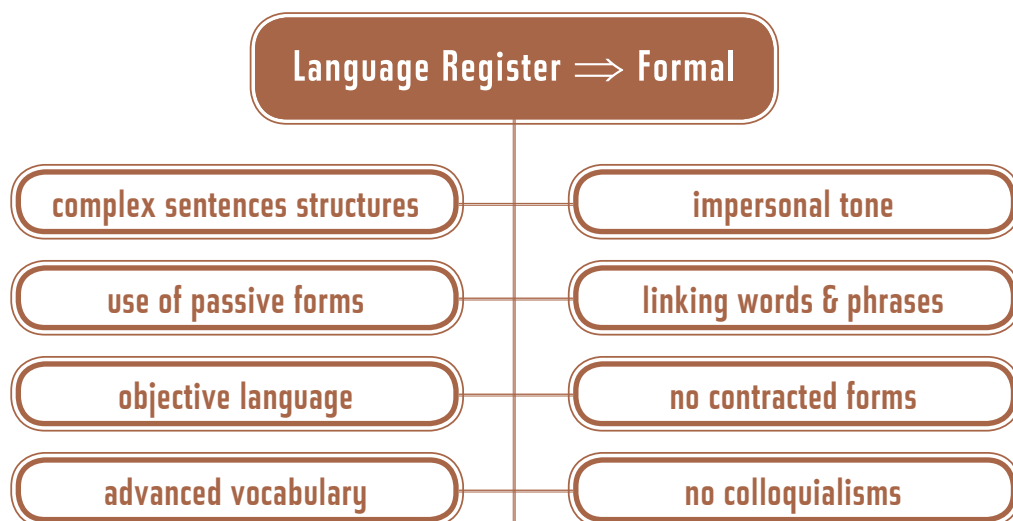 Language Register ⇒ Formal
complex sentences structures
impersonal tone
use of passive forms
linking words & phrases
objective language
no contracted forms
advanced vocabulary
no colloquialisms